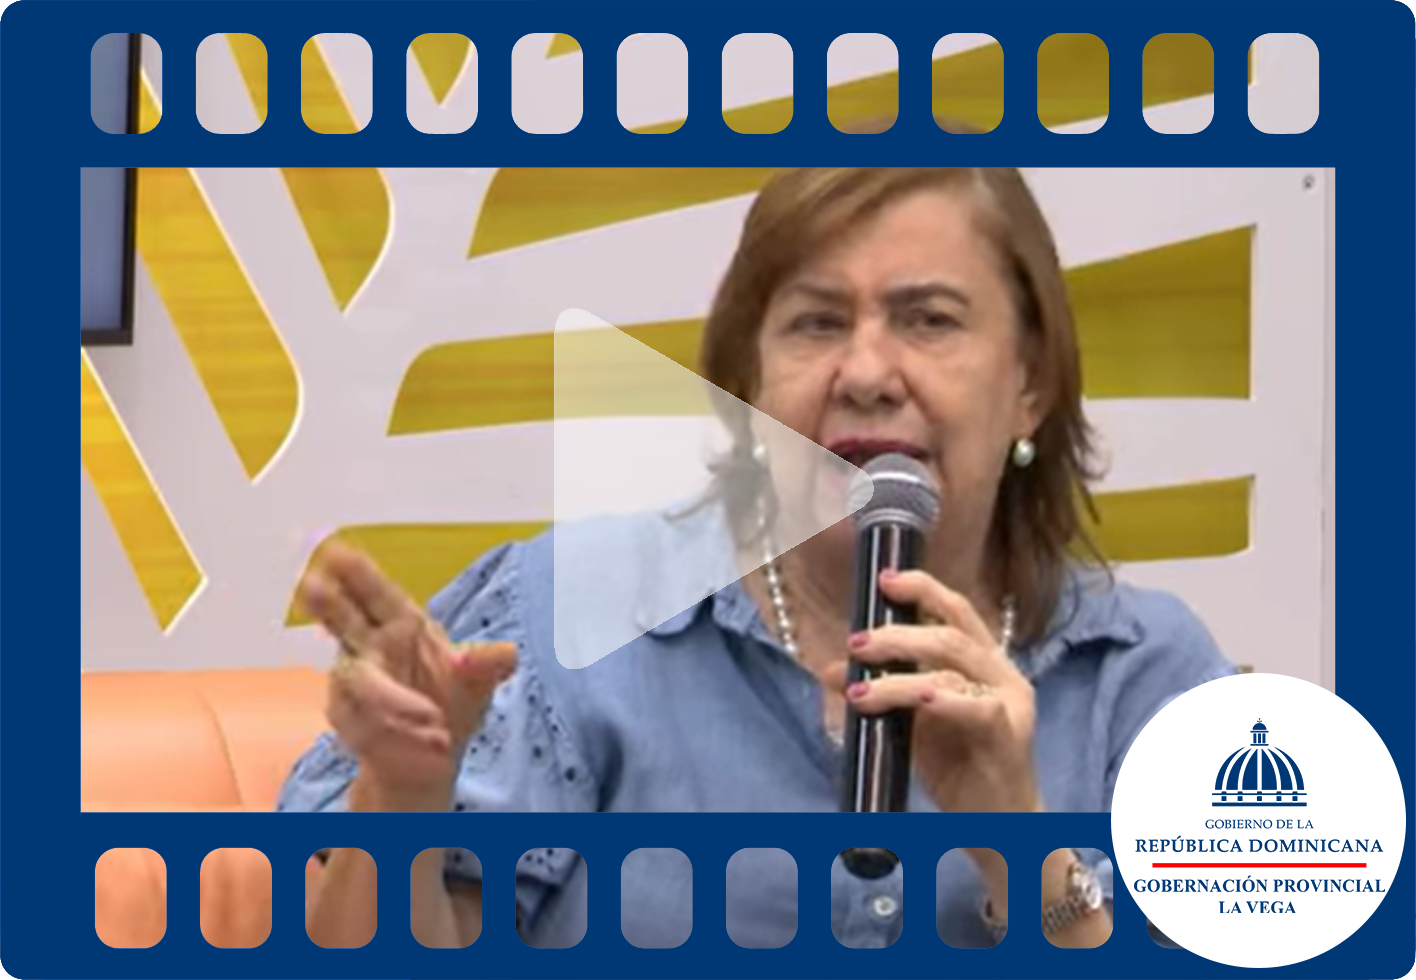 GOBIERNO DE LA
REPÚBLICA DOMINICANA
GOBERNACIÓN PROVINCIAL
LA VEGA